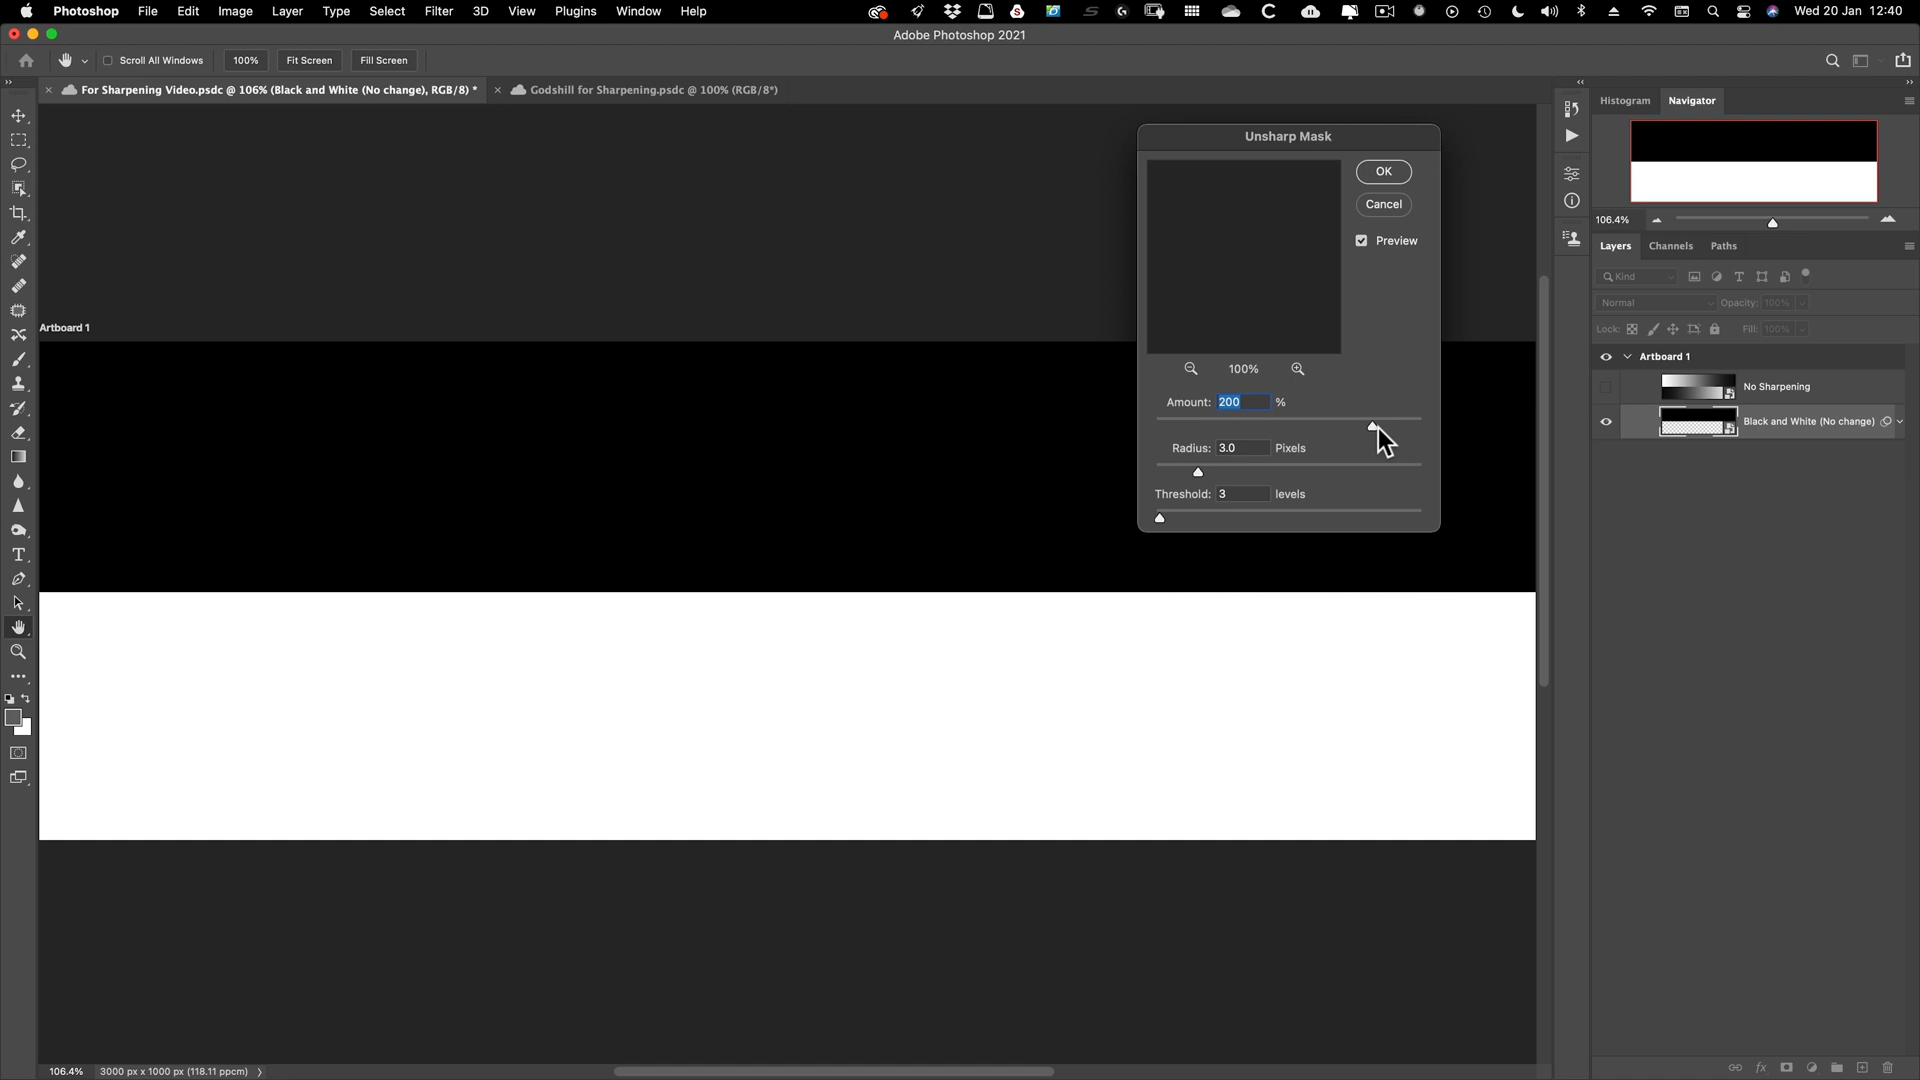 Photoshop File Edit Image Layer Type Select Filter 3D View Plugins Window Help Wed 20 Jan 12:40
Adobe Photoshop 2021
Scroll All Windows 100% Fit Screen Fill Screen
For Sharpening Video.psdc @ 106% (Black and White (No change), RGB/8) *
Godshill for Sharpening.psdc @ 100% (RGB/8*)
Histogram Navigator
106.4%
Layers Channels Paths
Kind
Normal Opacity: 100%
Lock: Fill: 100%
Artboard 1
No Sharpening
Black and White (No change)
Artboard 1
Unsharp Mask
OK
Cancel
Preview
100%
Amount: 200 %
Radius: 3.0 Pixels
Threshold: 3 levels
106.4% 3000 px x 1000 px (118.11 ppcm)